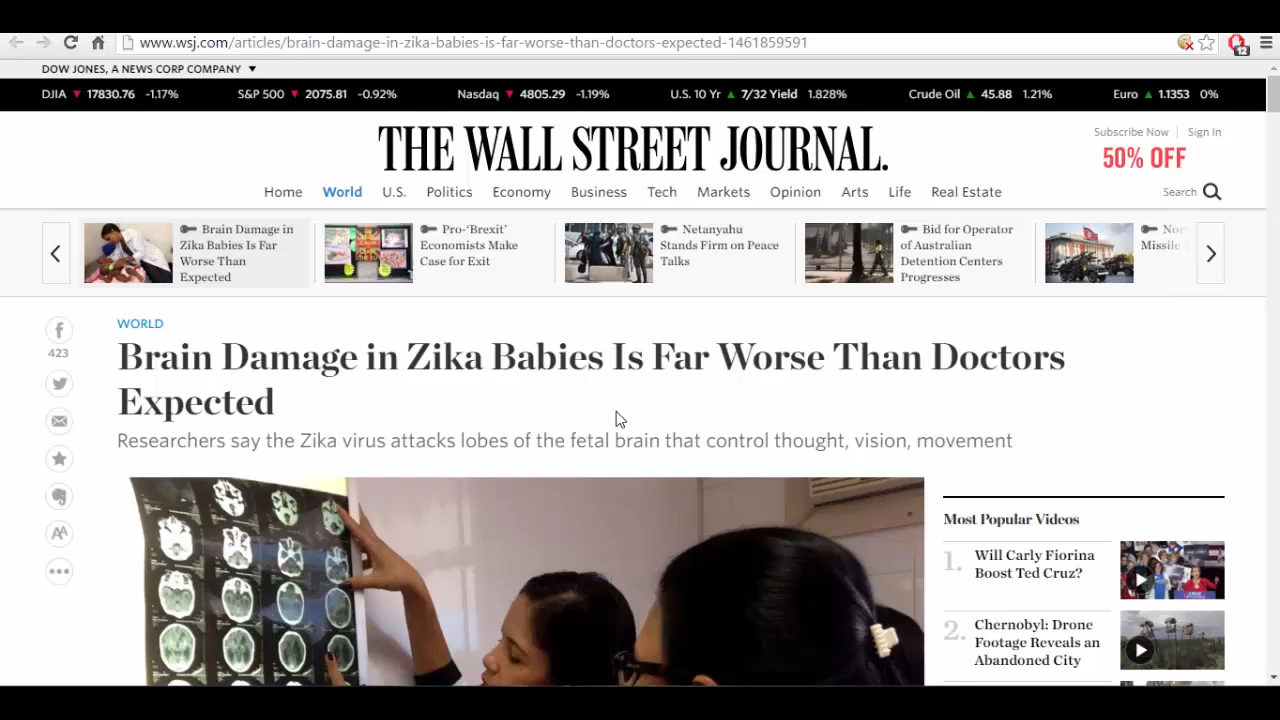 www.wsj.com/articles/brain-damage-in-zika-babies-is-far-worse-than-doctors-expected-1461859591
12
DOW JONES, A NEWS CORP COMPANY
DJIA 17830.76 -1.17% S&P 500 2075.81 -0.92% Nasdaq 4805.29 -1.19% U.S. 10 Yr 7/32 Yield 1.828% Crude Oil 45.88 1.21% Euro 1.1353 0%
THE WALL STREET JOURNAL.
Subscribe Now | Sign In
50% OFF
Home World U.S. Politics Economy Business Tech Markets Opinion Arts Life Real Estate
Search
Brain Damage in
Zika Babies Is Far
Worse Than
Expected
Pro-‘Brexit’
Economists Make
Case for Exit
Netanyahu
Stands Firm on Peace
Talks
Bid for Operator
of Australian
Detention Centers
Progresses
Missile
WORLD
Brain Damage in Zika Babies Is Far Worse Than Doctors
Expected
Researchers say the Zika virus attacks lobes of the fetal brain that control thought, vision, movement
f
423
AA
Most Popular Videos
1. Will Carly Fiorina
Boost Ted Cruz?
2. Chernobyl: Drone
Footage Reveals an
Abandoned City